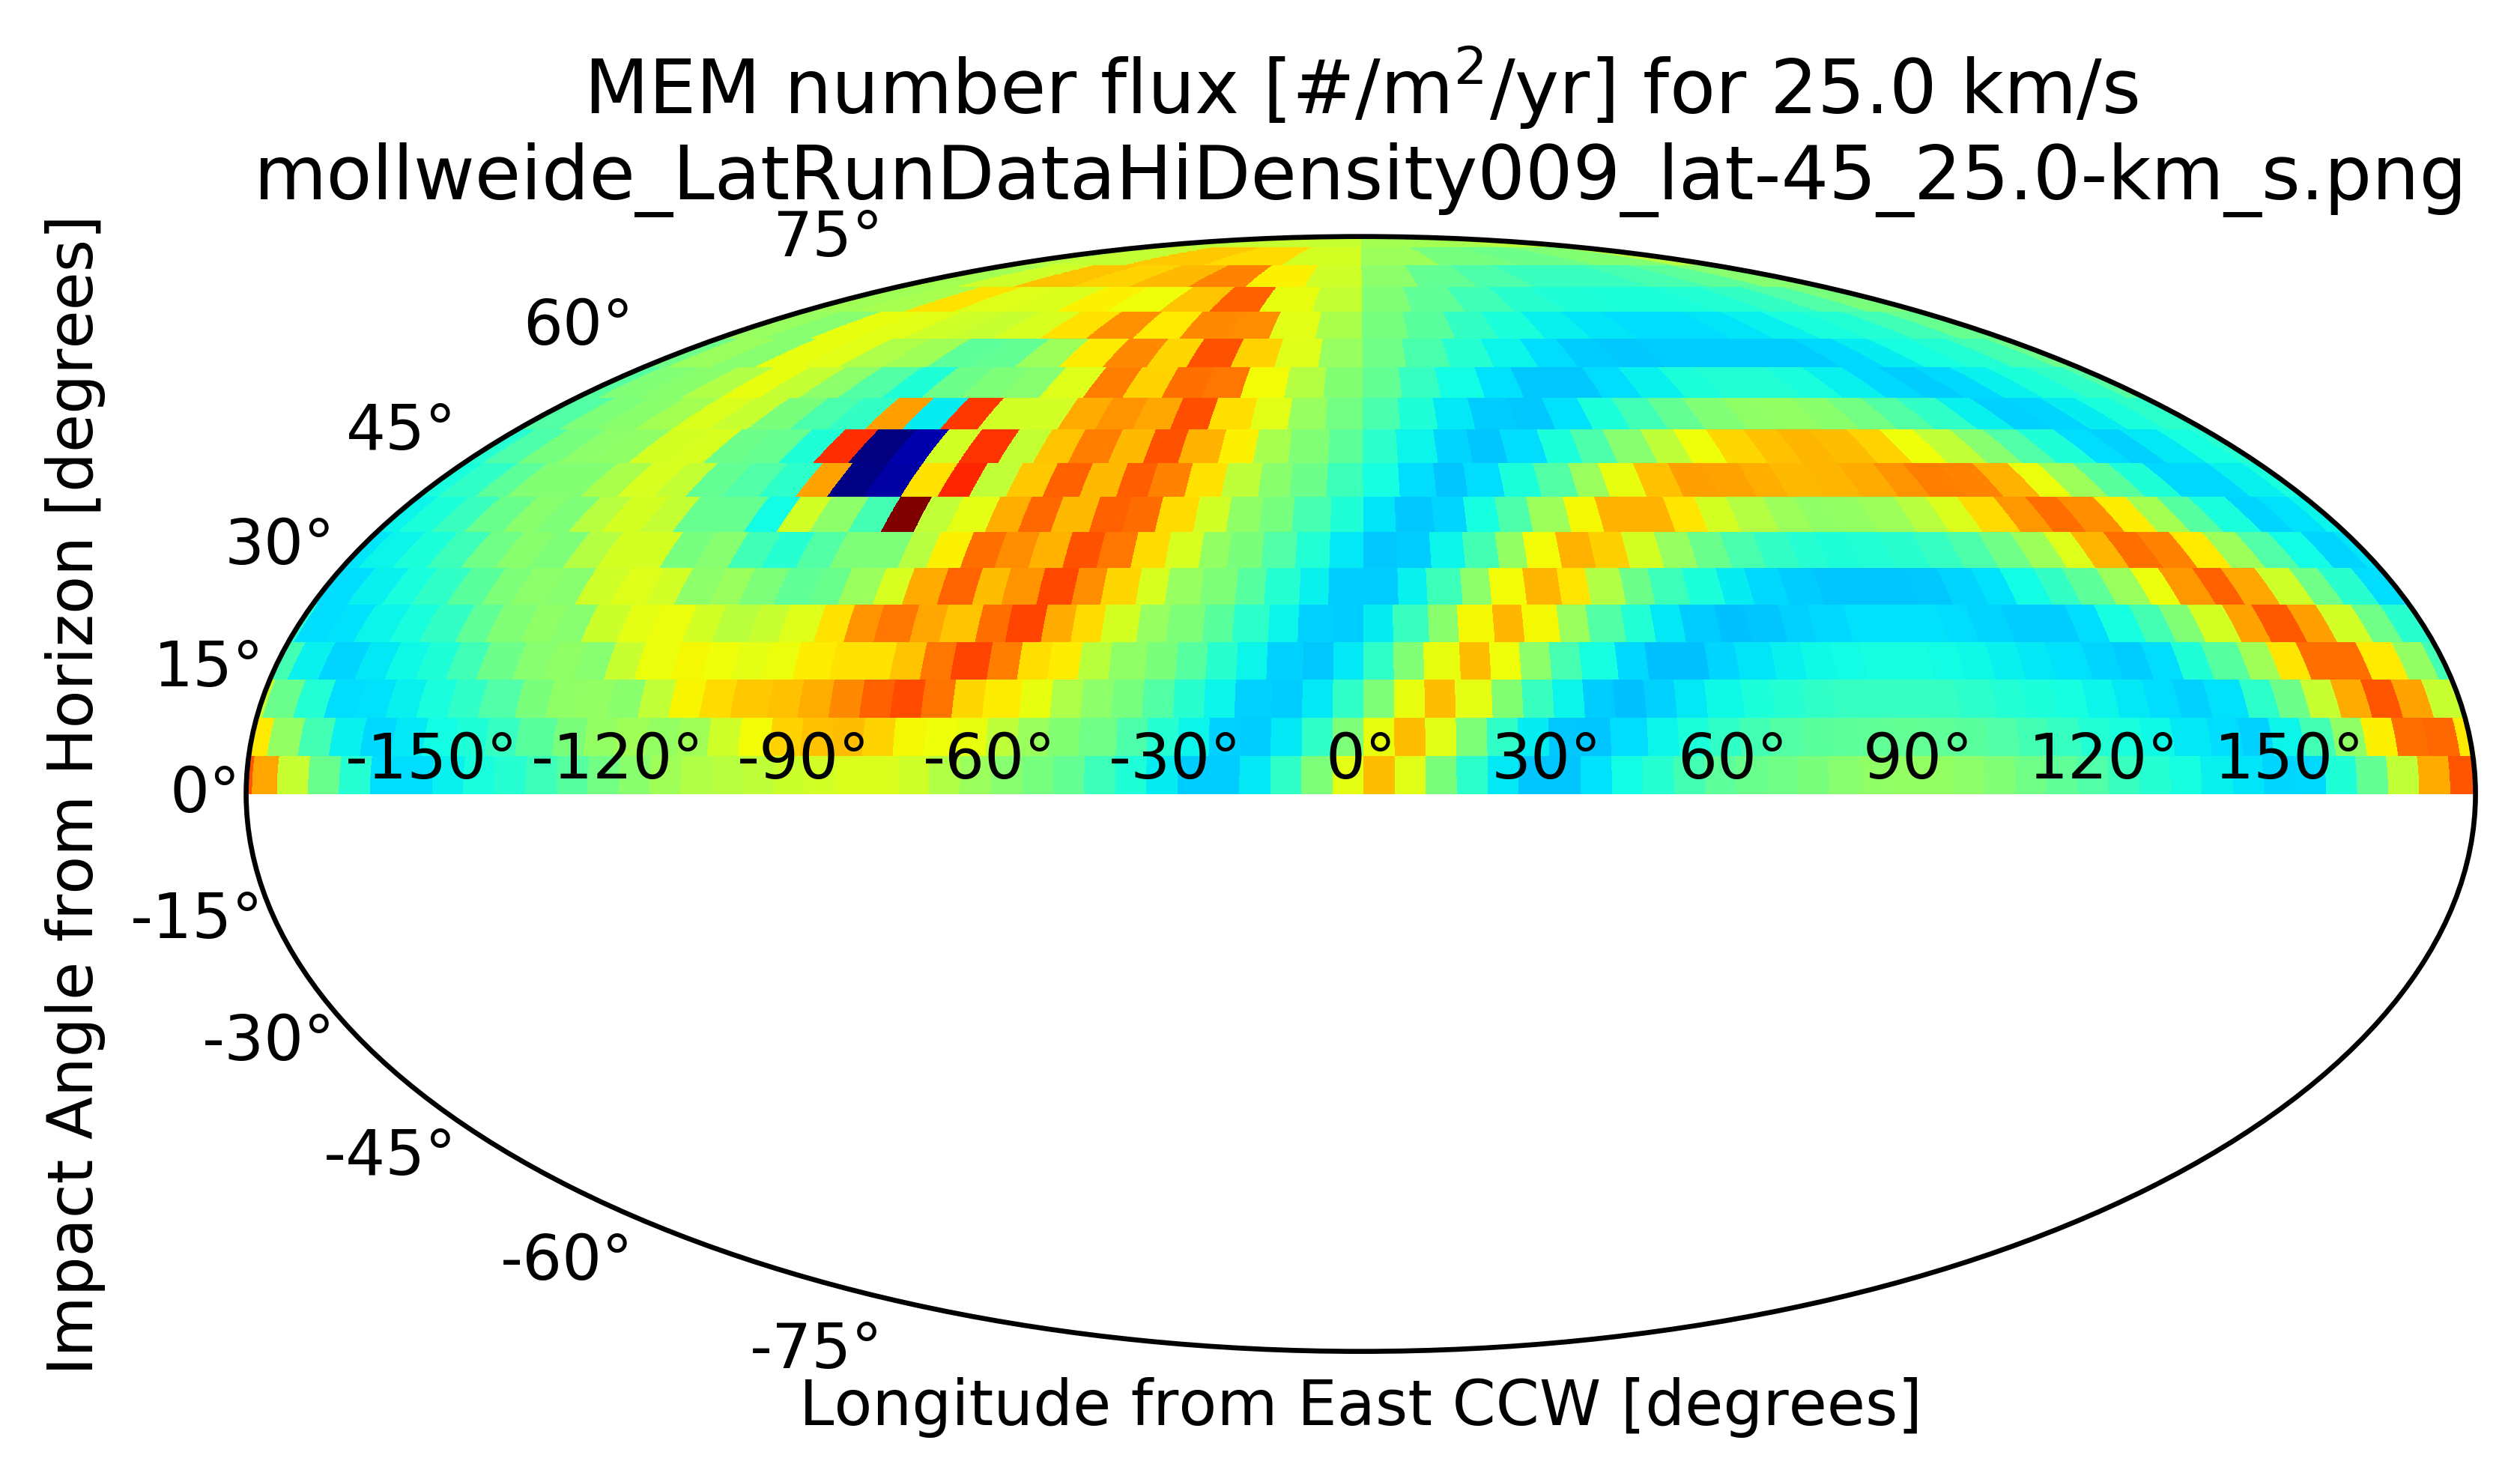 MEM number flux [#/m²/yr] for 25.0 km/s
mollweide_LatRunDataHiDensity009_lat-45_25.0-km_s.png
Impact Angle from Horizon [degrees]
75°
60°
45°
30°
15°
0°
-150° -120° -90° -60° -30° 0° 30° 60° 90° 120° 150°
-15°
-30°
-45°
-60°
-75°
Longitude from East CCW [degrees]